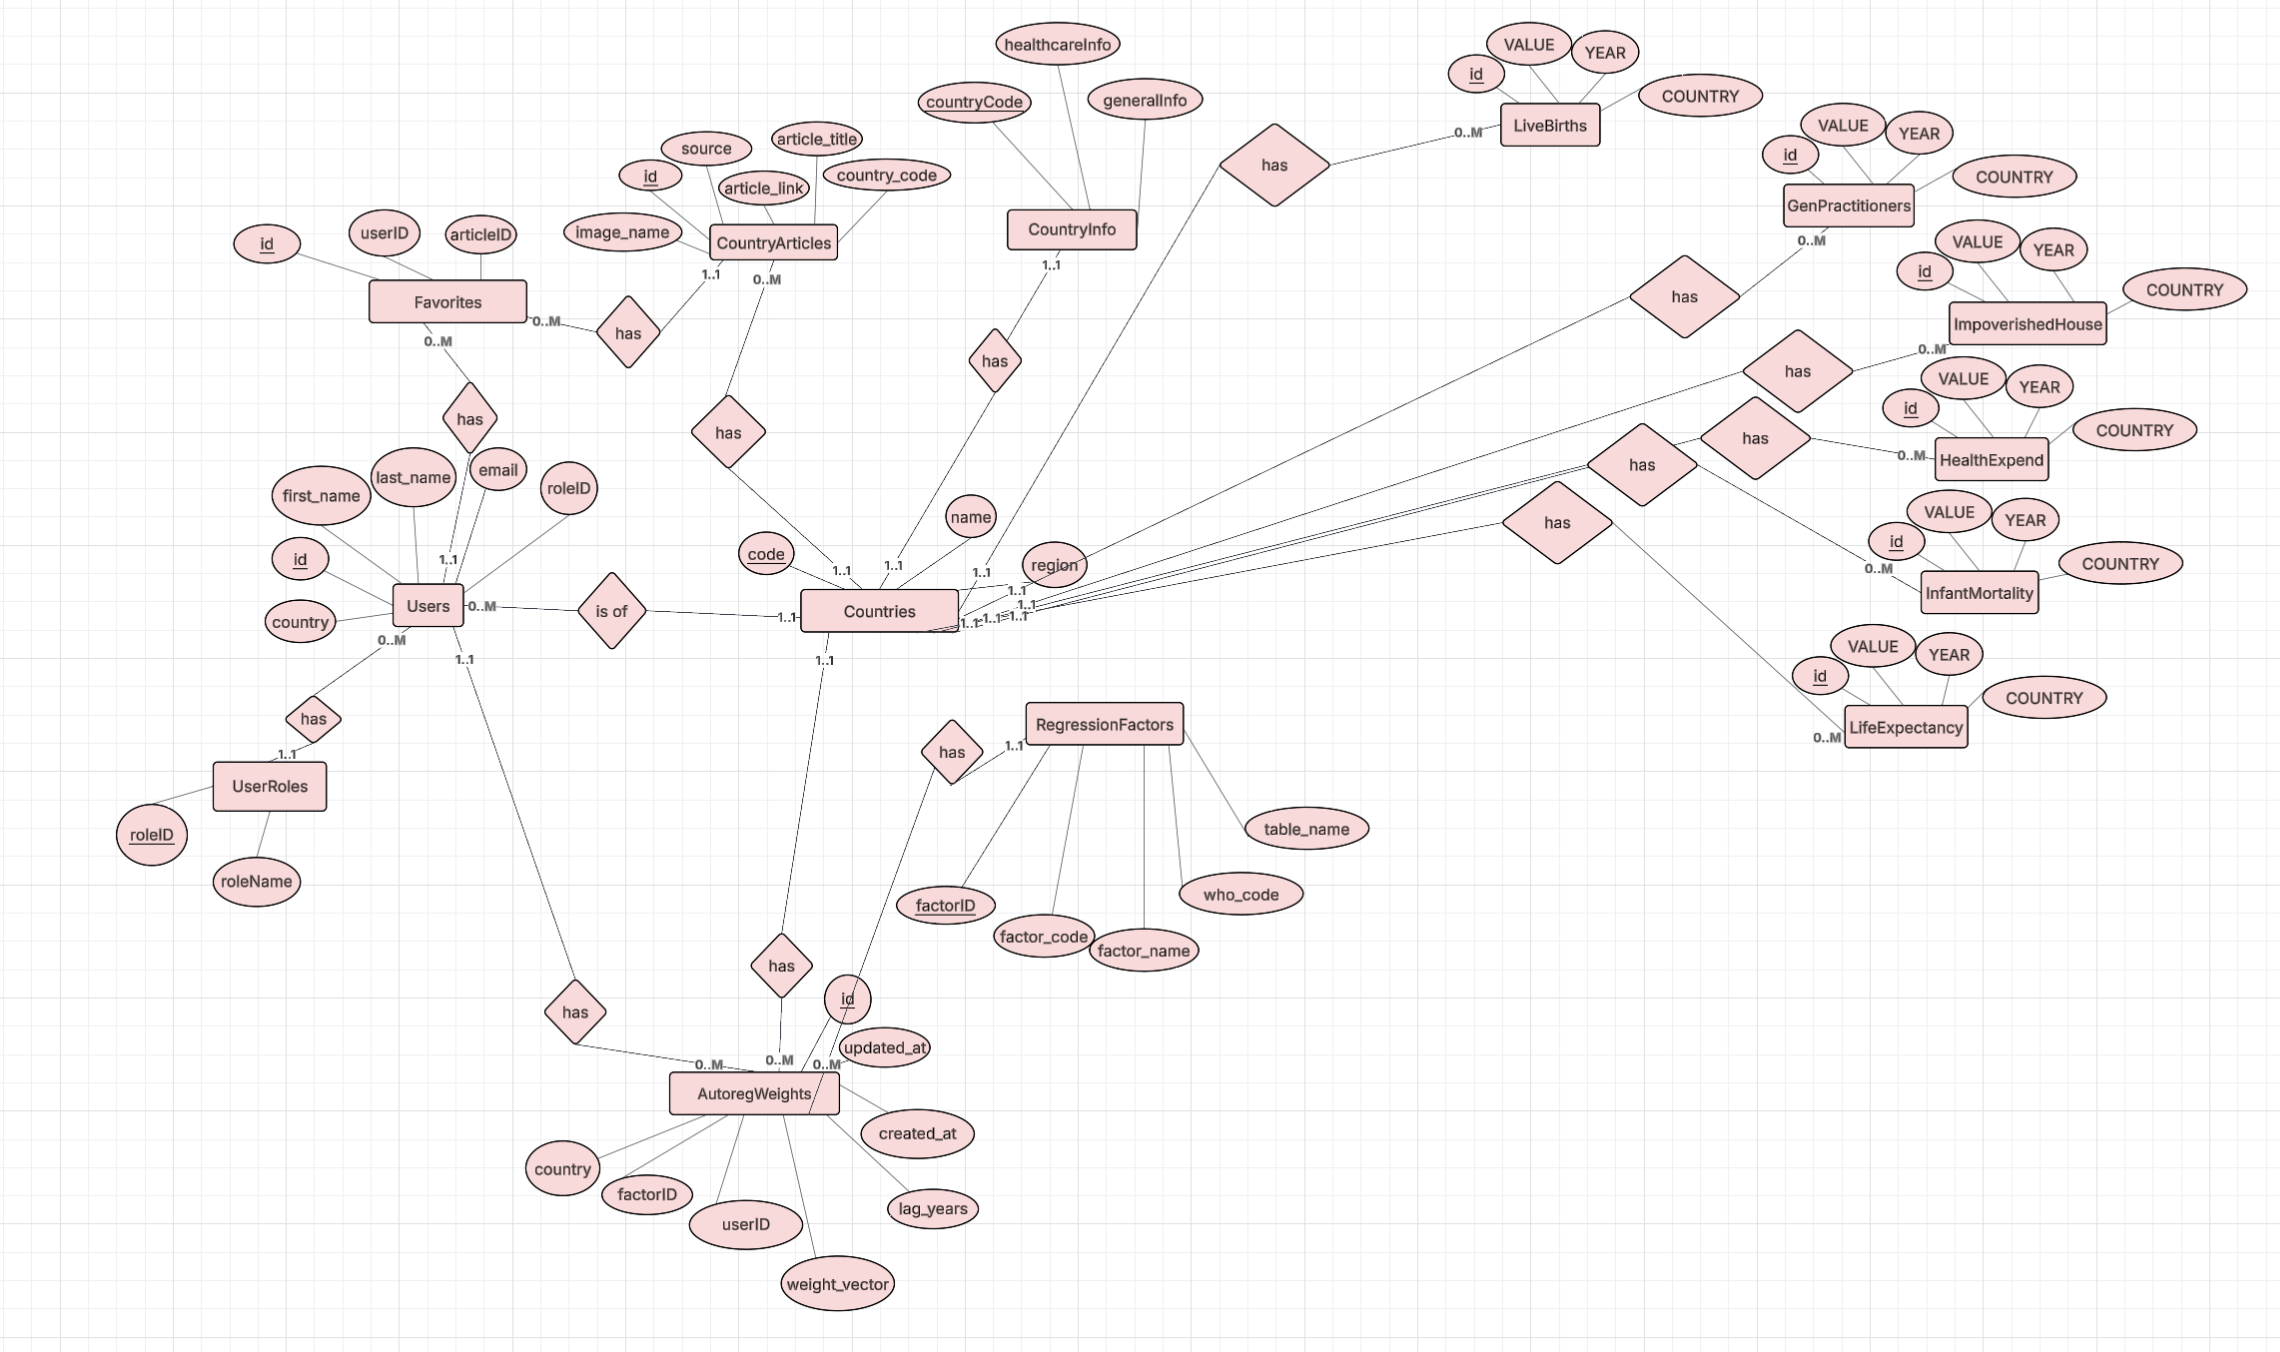 healthcareInfo
countryCode
generalInfo
CountryInfo
1..1
has
1..1
id
source
article_title
article_link
country_code
image_name
CountryArticles
1..1
0..M
has
1..1
id
userID
articleID
Favorites
0..M
has
0..M
has
1..1
first_name
last_name
email
roleID
id
country
Users
0..M
is of
1..1
0..M
has
1..1
UserRoles
roleID
roleName
1..1
has
0..M
code
name
region
Countries
1..1
has
0..M
id
VALUE
YEAR
COUNTRY
LiveBirths
0..M
has
1..1
id
VALUE
YEAR
COUNTRY
GenPractitioners
0..M
has
1..1
id
VALUE
YEAR
COUNTRY
ImpoverishedHouse
0..M
has
1..1
id
VALUE
YEAR
COUNTRY
HealthExpend
0..M
has
1..1
id
VALUE
YEAR
COUNTRY
InfantMortality
0..M
has
1..1
id
VALUE
YEAR
COUNTRY
LifeExpectancy
0..M
has
1..1
RegressionFactors
1..1
has
0..M
factorID
factor_code
factor_name
who_code
table_name
id
updated_at
AutoregWeights
created_at
country
factorID
userID
lag_years
weight_vector